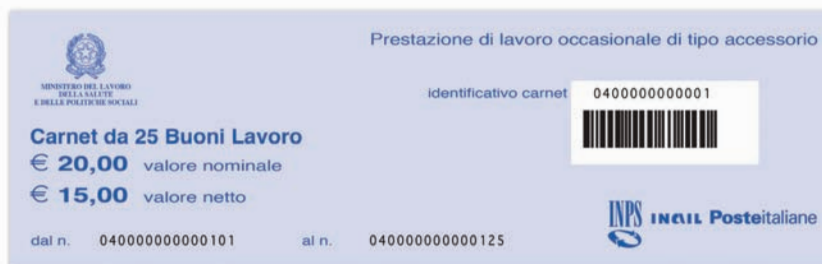 Prestazione di lavoro occasionale di tipo accessorio
MINISTERO DEL LAVORO
DELLA SALUTE
E DELLE POLITICHE SOCIALI
identificativo carnet 0400000000001
Carnet da 25 Buoni Lavoro
€ 20,00 valore nominale
€ 15,00 valore netto
INPS INAIL Posteitaliane
dal n. 040000000000101 al n. 040000000000125